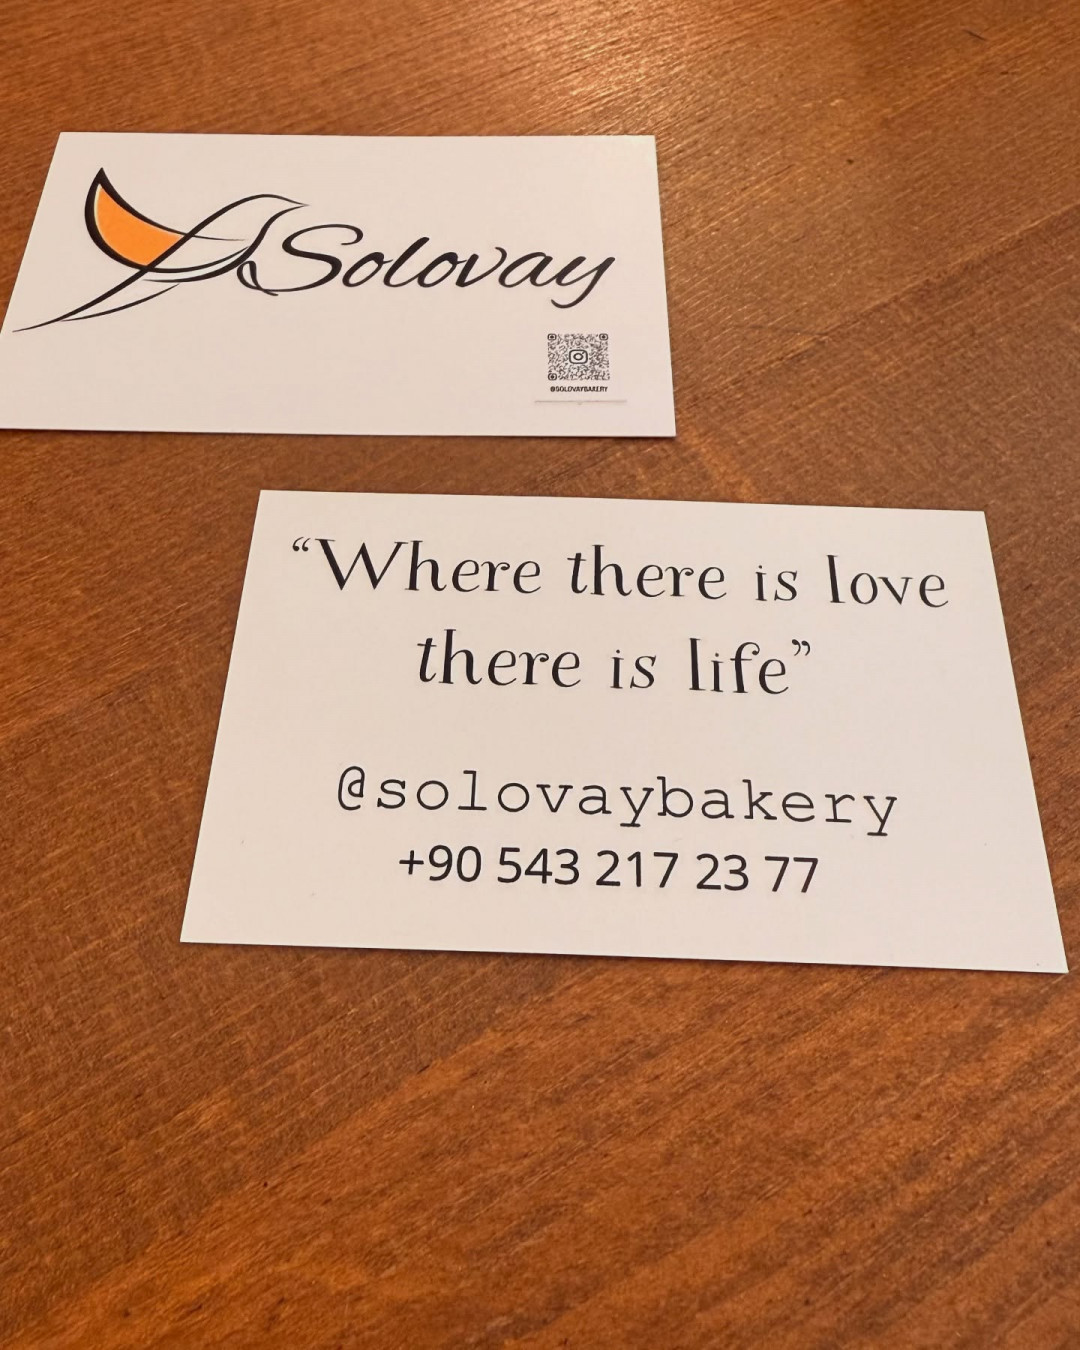 Solovay
@SOLOVAYBAKERY
“Where there is love
there is life”
@solovaybakery
+90 543 217 23 77